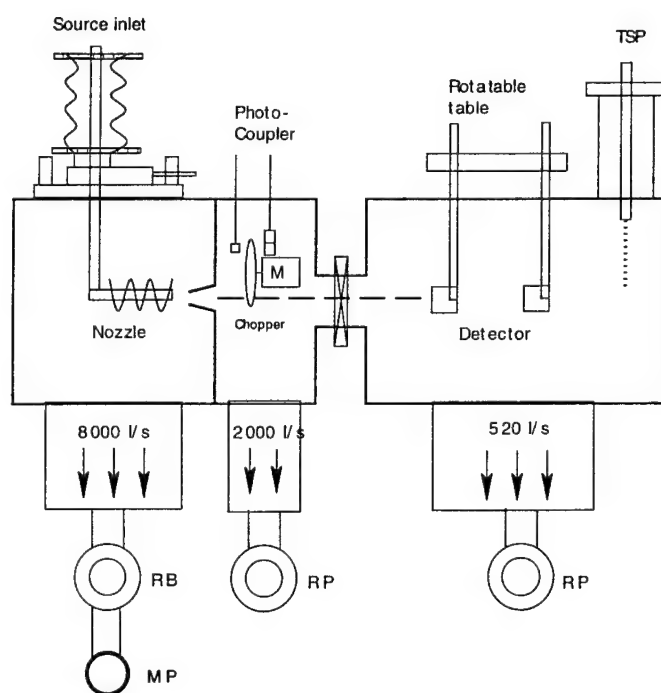 Source inlet
TSP
Photo-
Coupler
Rotatable
table
M
Nozzle
Chopper
Detector
8000 l/s
2000 l/s
520 l/s
RB
RP
RP
MP